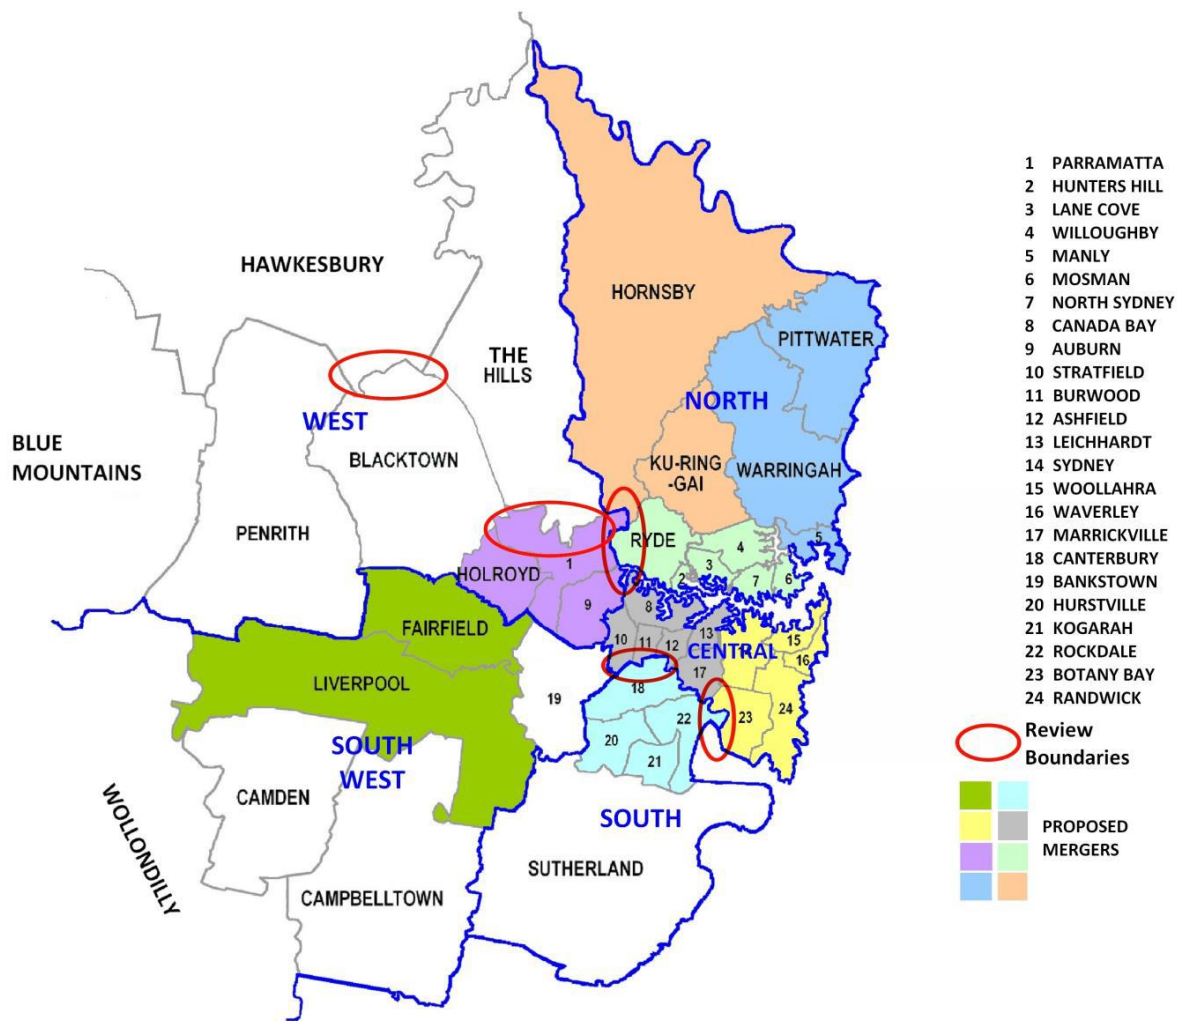 HAWKESBURY
HORNSBY
PITTWATER
THE
HILLS
NORTH
WEST
BLACKTOWN
KU-RING
-GAI
WARRINGAH
BLUE
MOUNTAINS
PENRITH
RYDE
4
5
HOLROYD
1
3
2
7
6
9
8
FAIRFIELD
10
11
12
13
CENTRAL
15
16
17
LIVERPOOL
18
19
22
23
24
20
21
SOUTH
WEST
CAMDEN
WOLLONDILLY
SOUTH
SUTHERLAND
CAMPBELLTOWN
1 PARRAMATTA
2 HUNTERS HILL
3 LANE COVE
4 WILLOUGHBY
5 MANLY
6 MOSMAN
7 NORTH SYDNEY
8 CANADA BAY
9 AUBURN
10 STRATFIELD
11 BURWOOD
12 ASHFIELD
13 LEICHHARDT
14 SYDNEY
15 WOOLLAHRA
16 WAVERLEY
17 MARRICKVILLE
18 CANTERBURY
19 BANKSTOWN
20 HURSTVILLE
21 KOGARAH
22 ROCKDALE
23 BOTANY BAY
24 RANDWICK
Review
Boundaries
PROPOSED
MERGERS